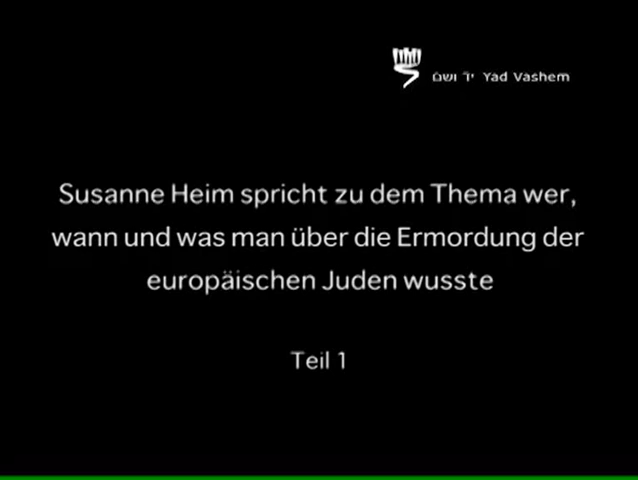 יד ושם Yad Vashem
Susanne Heim spricht zu dem Thema wer,
wann und was man über die Ermordung der
europäischen Juden wusste
Teil 1